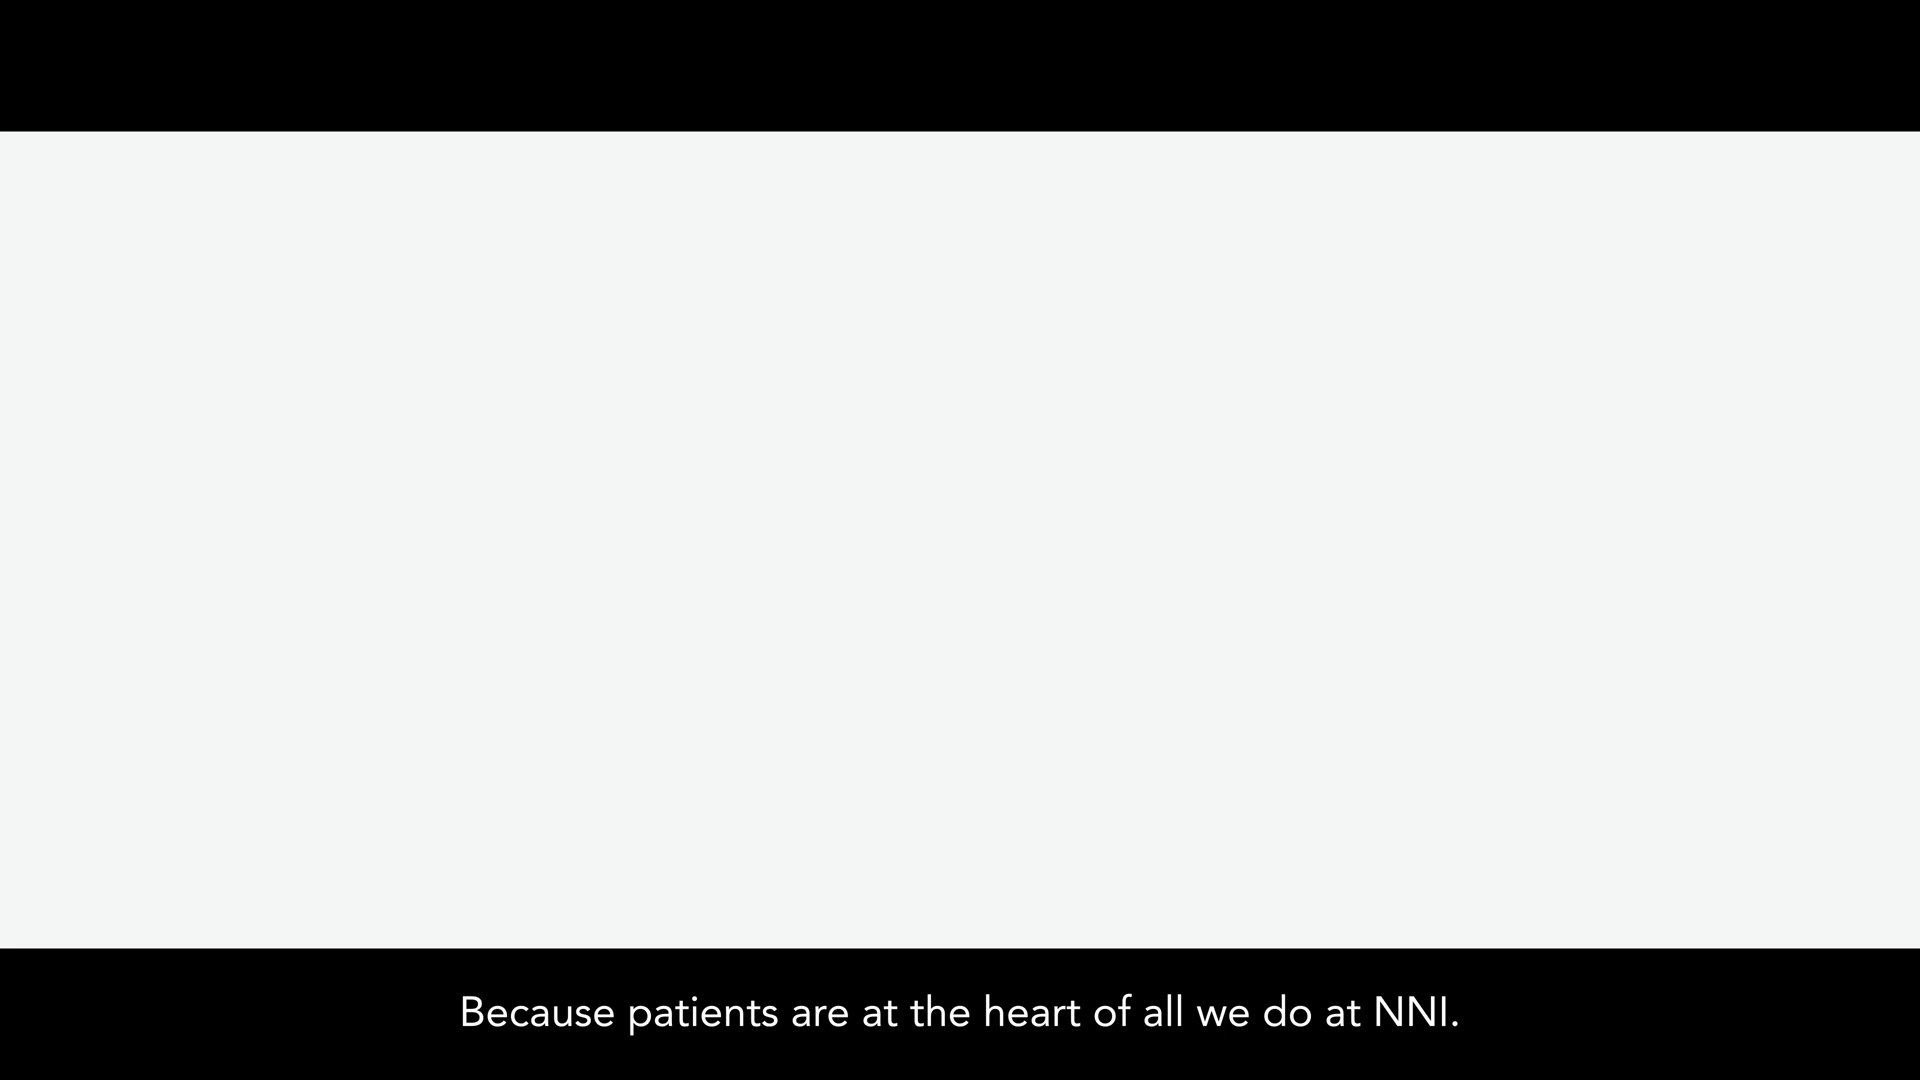 Because patients are at the heart of all we do at NNI.